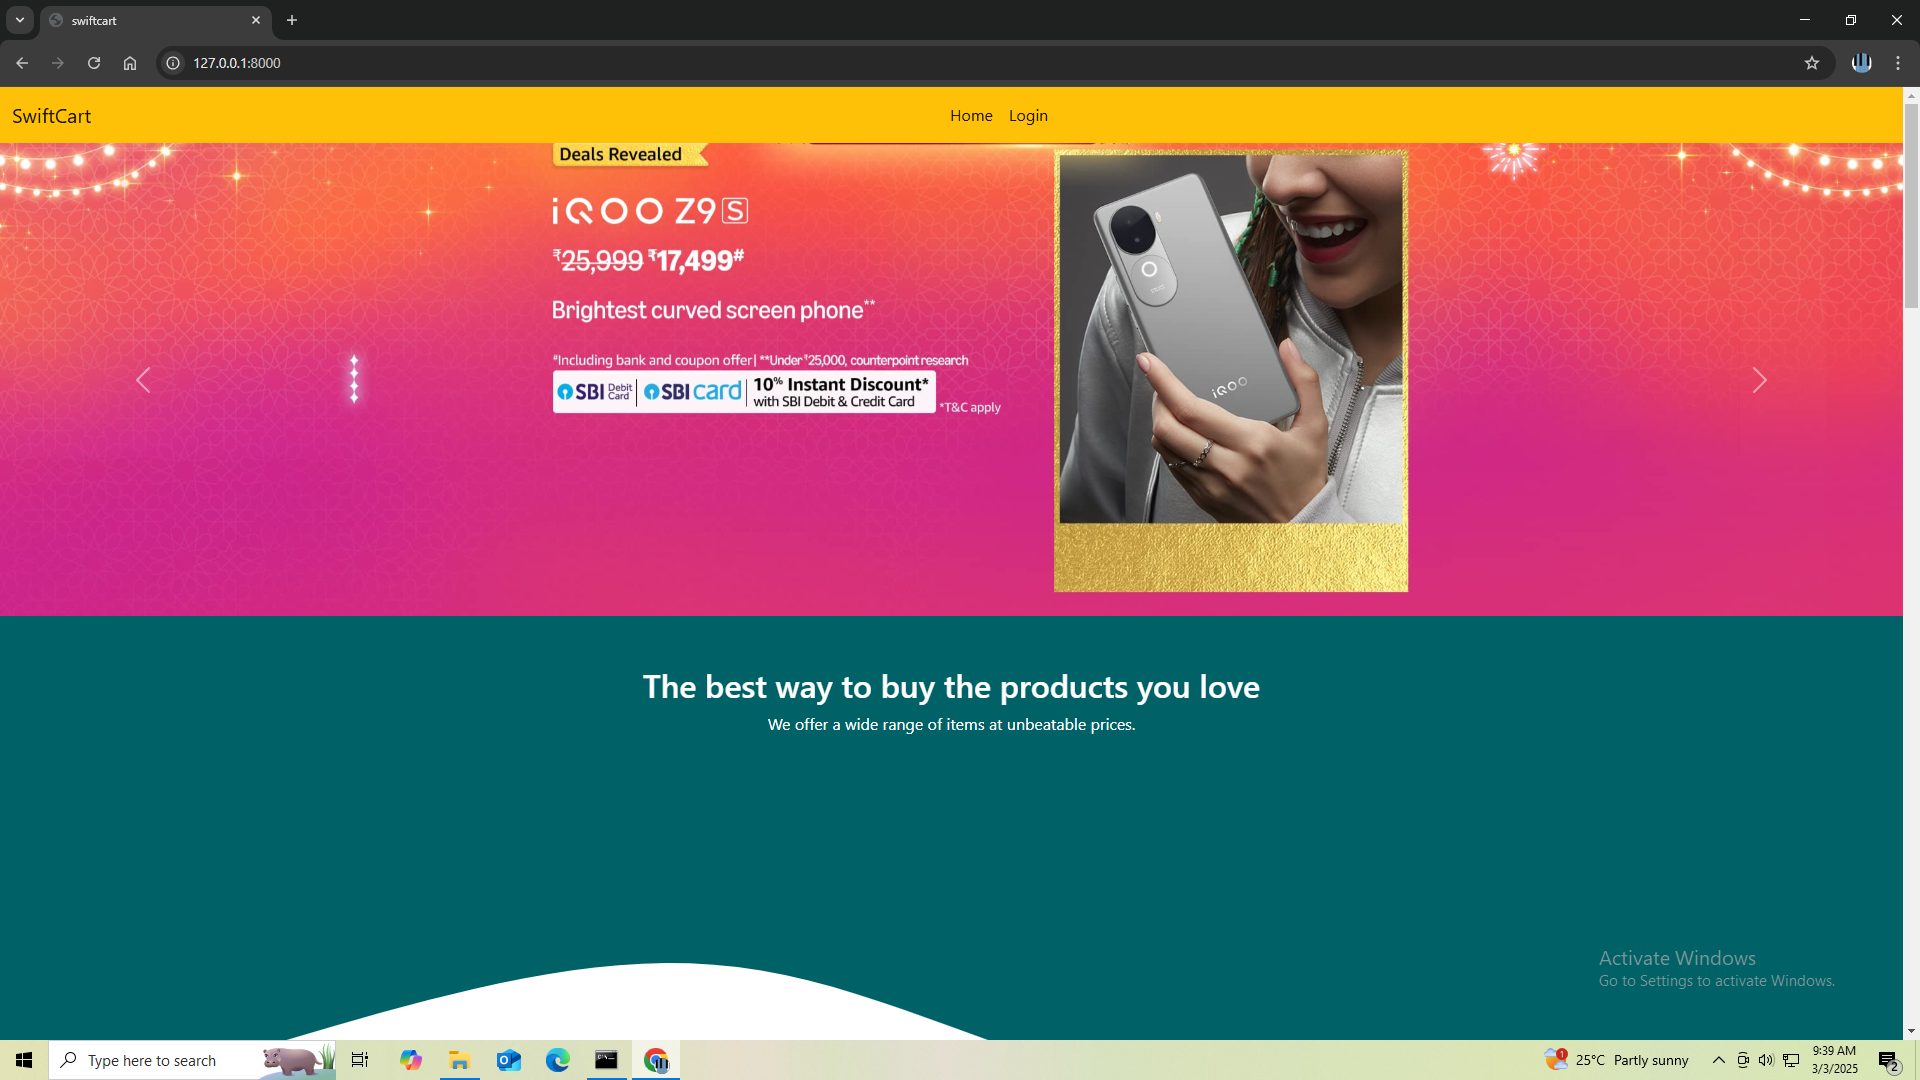 swiftcart
127.0.0.1:8000
SwiftCart
Home Login
Deals Revealed
iQOO Z9 S
₹25,999 ₹17,499#
Brightest curved screen phone**
#Including bank and coupon offer| **Under ₹25,000, counterpoint research
SBI Debit Card | SBI card | 10% Instant Discount*
with SBI Debit & Credit Card
*T&C apply
iQOO
The best way to buy the products you love
We offer a wide range of items at unbeatable prices.
Activate Windows
Go to Settings to activate Windows.
Type here to search
1
25°C Partly sunny
9:39 AM
3/3/2025
2